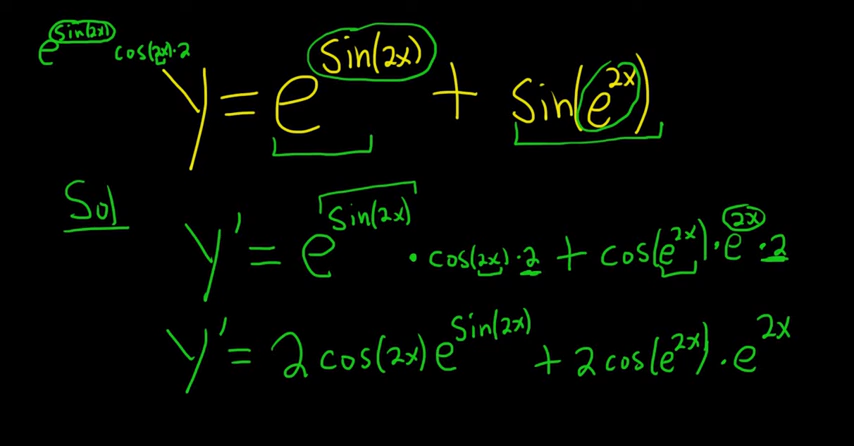 e^(sin(2x)) cos(2x)·2
y = e^(sin(2x)) + sin(e^(2x))
Sol
y' = e^(sin(2x)) · cos(2x)·2 + cos(e^(2x))·e^(2x)·2
y' = 2cos(2x)e^(sin(2x)) + 2cos(e^(2x))·e^(2x)